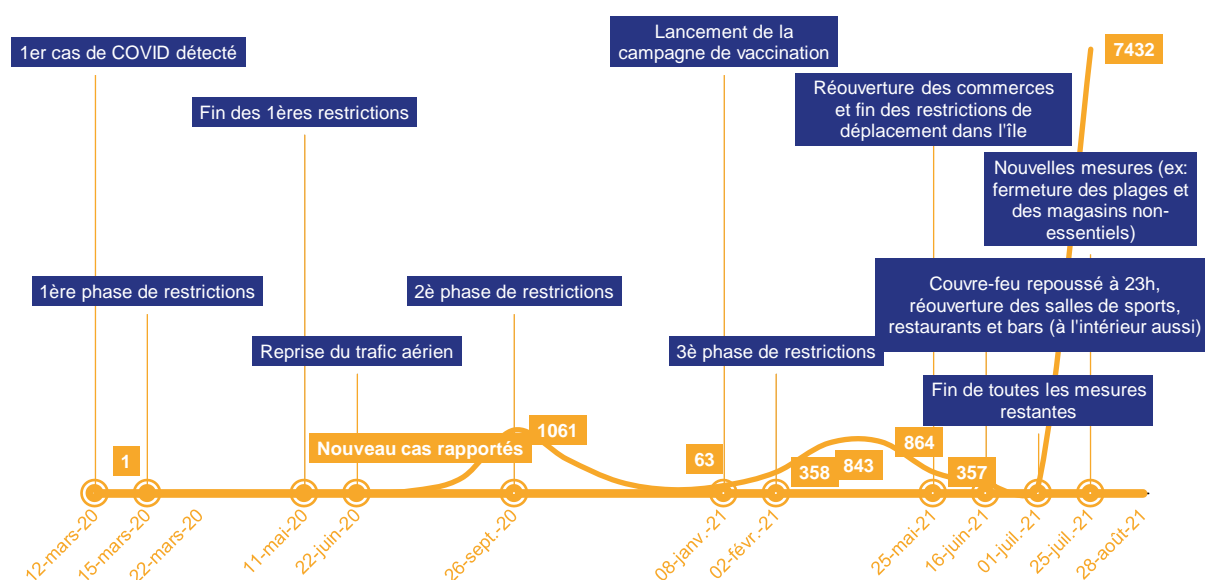 1er cas de COVID détecté
Fin des 1ères restrictions
Lancement de la
campagne de vaccination
7432
Réouverture des commerces
et fin des restrictions de
déplacement dans l'île
Nouvelles mesures (ex:
fermeture des plages et
des magasins non-
essentiels)
1ère phase de restrictions
2è phase de restrictions
Couvre-feu repoussé à 23h,
réouverture des salles de sports,
restaurants et bars (à l'intérieur aussi)
Reprise du trafic aérien
3è phase de restrictions
Fin de toutes les mesures
restantes
1
Nouveau cas rapportés
1061
63
358
843
864
357
12-mars-20
15-mars-20
22-mars-20
11-mai-20
22-juin-20
26-sept.-20
08-janv.-21
02-févr.-21
25-mai-21
16-juin-21
01-juil.-21
25-juil.-21
28-août-21